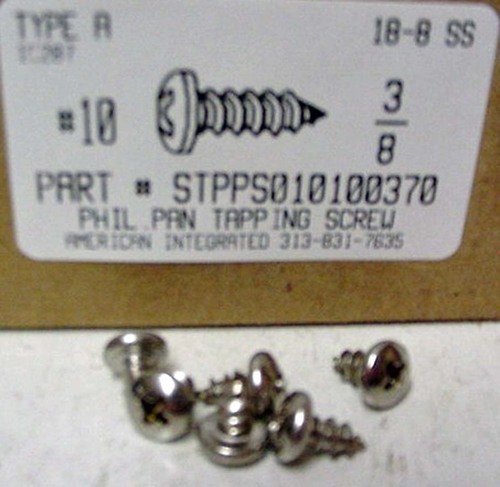 TYPE A
18-8 SS
#10
3/8
PART # STPPS010100370
PHIL.PAN TAPPING SCREW
AMERICAN INTEGRATED 313-831-7635